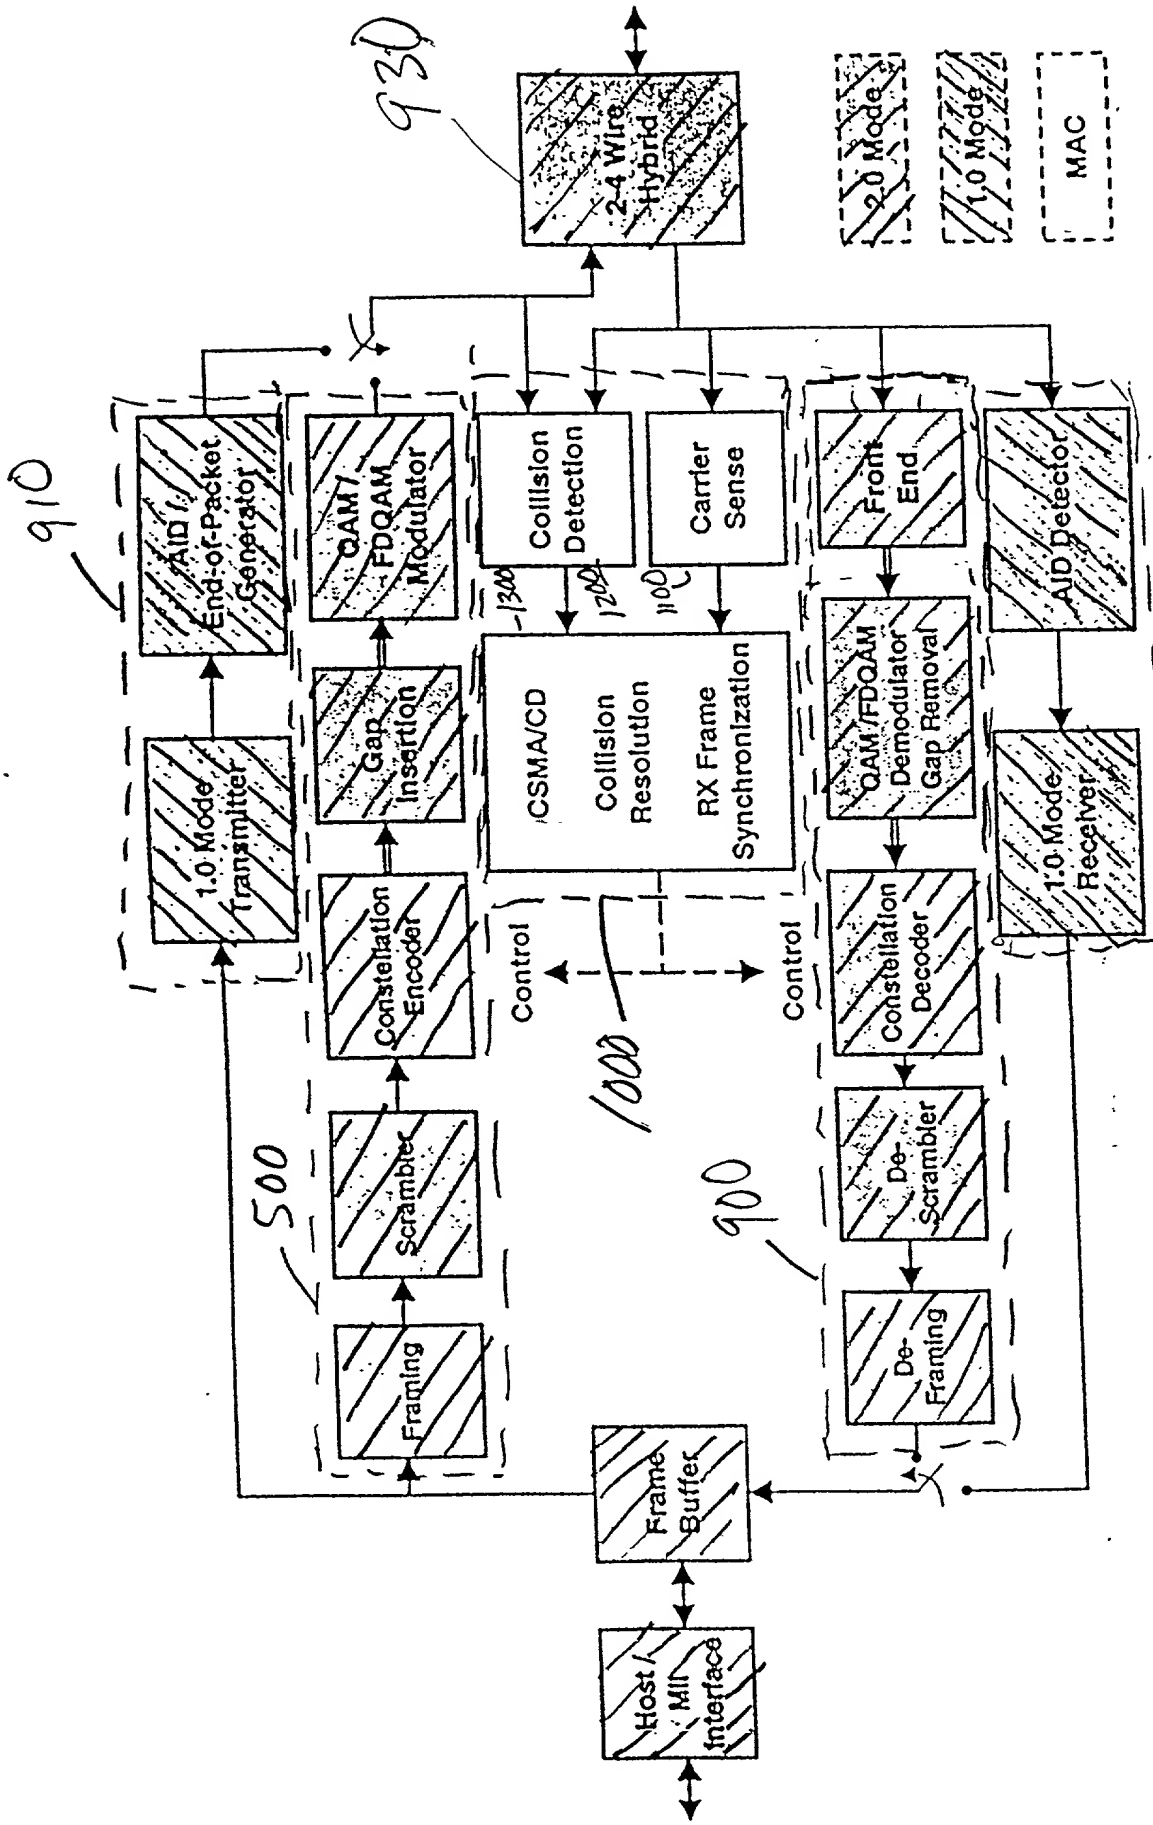 910
930
1.0 Mode
Transmitter
AID /
End-of-Packet
Generator
500
Framing
Scrambler
Constellation
Encoder
Gap
Insertion
QAM /
FDQAM
Modulator
2-4 Wire
Hybrid
Host /
MII
Interface
Frame
Buffer
Control
1000
Control
CSMA/CD
Collision
Resolution
RX Frame
Synchronization
1300
1200
1100
Collision
Detection
Carrier
Sense
900
De-
Framing
De-
Scrambler
Constellation
Decoder
QAM/FDQAM
Demodulator
Gap Removal
Front
End
1.0 Mode
Receiver
AID Detector
2.0 Mode
1.0 Mode
MAC